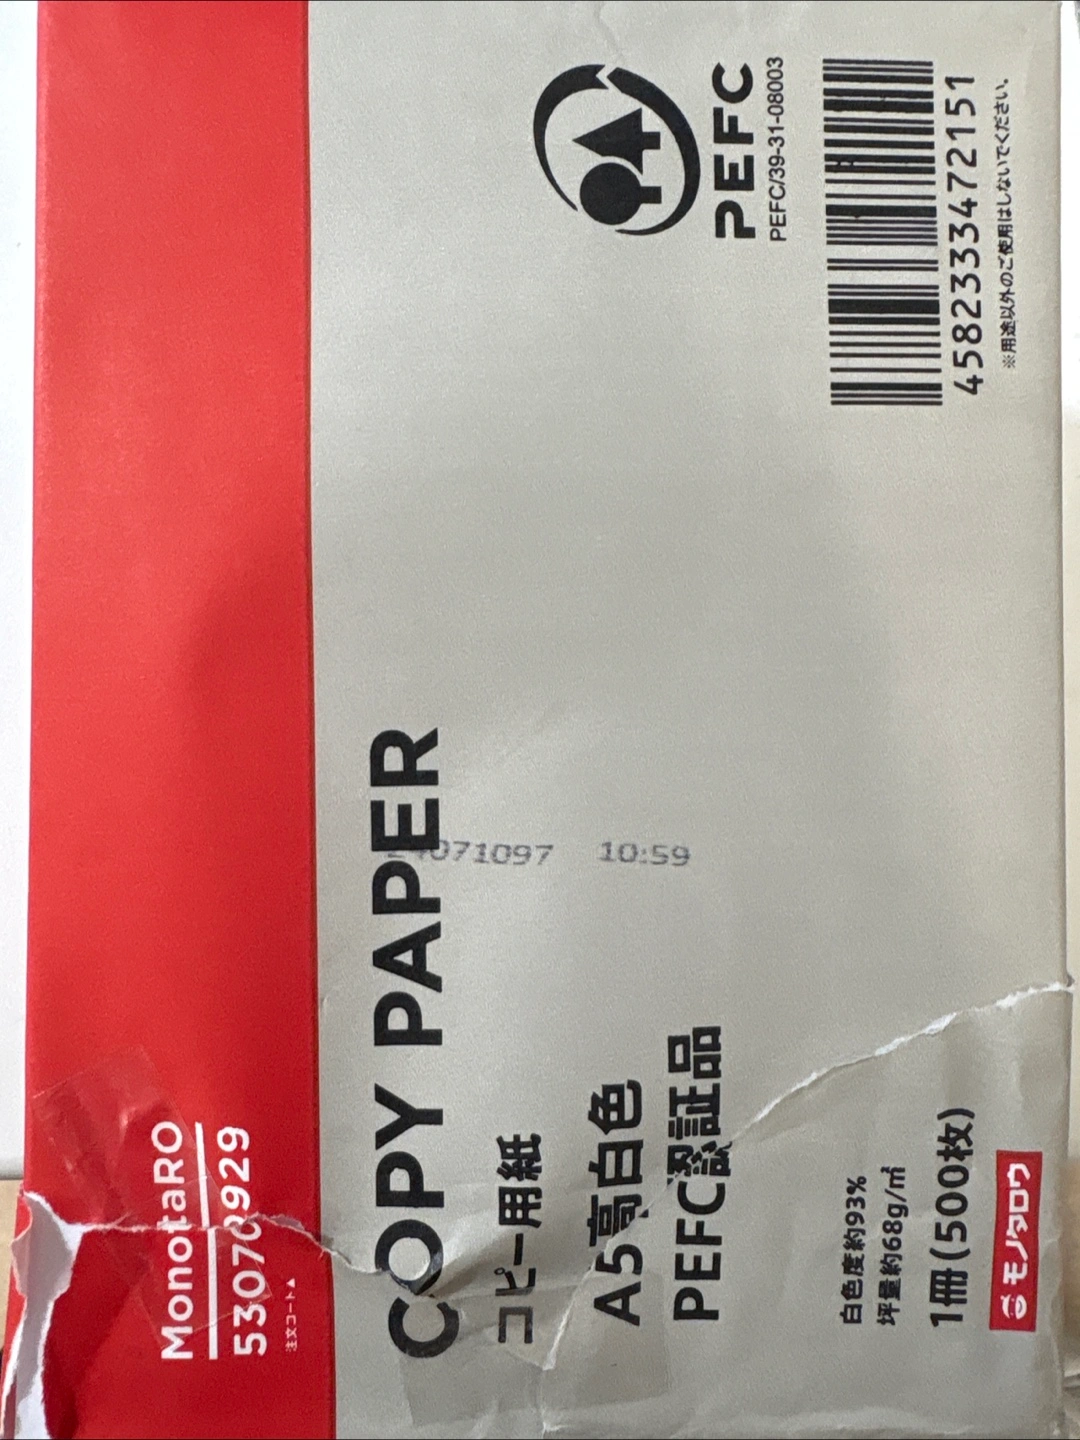 MonotaRO
53070929
注文コード▲
COPY PAPER
コピー用紙
A5高白色
PEFC認証品
白色度約93%
坪量約68g/㎡
1冊(500枚)
モノタロウ
PEFC
PEFC/39-31-08003
4582333472151
※用途以外のご使用はしないでください。
24071097 10:59